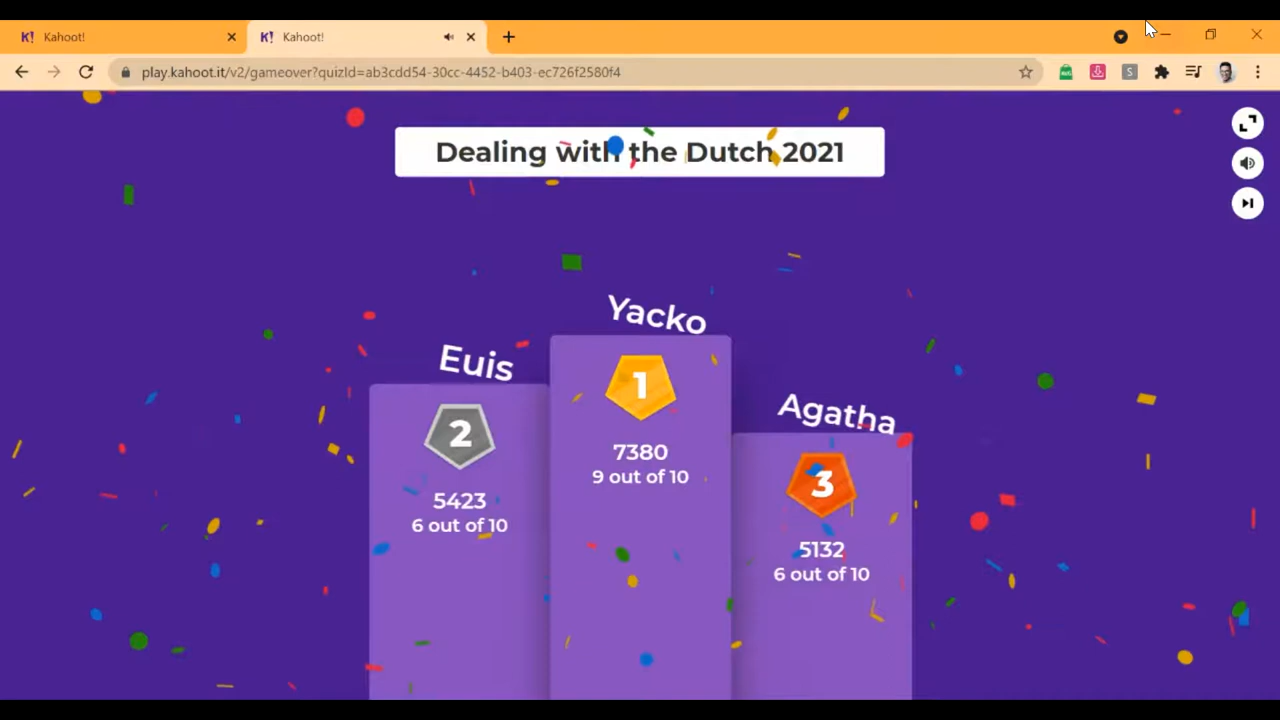 K! Kahoot!
K! Kahoot!
play.kahoot.it/v2/gameover?quizId=ab3cdd54-30cc-4452-b403-ec726f2580f4
S
Dealing with the Dutch 2021
Yacko
1
7380
9 out of 10
Euis
2
5423
6 out of 10
Agatha
3
5132
6 out of 10